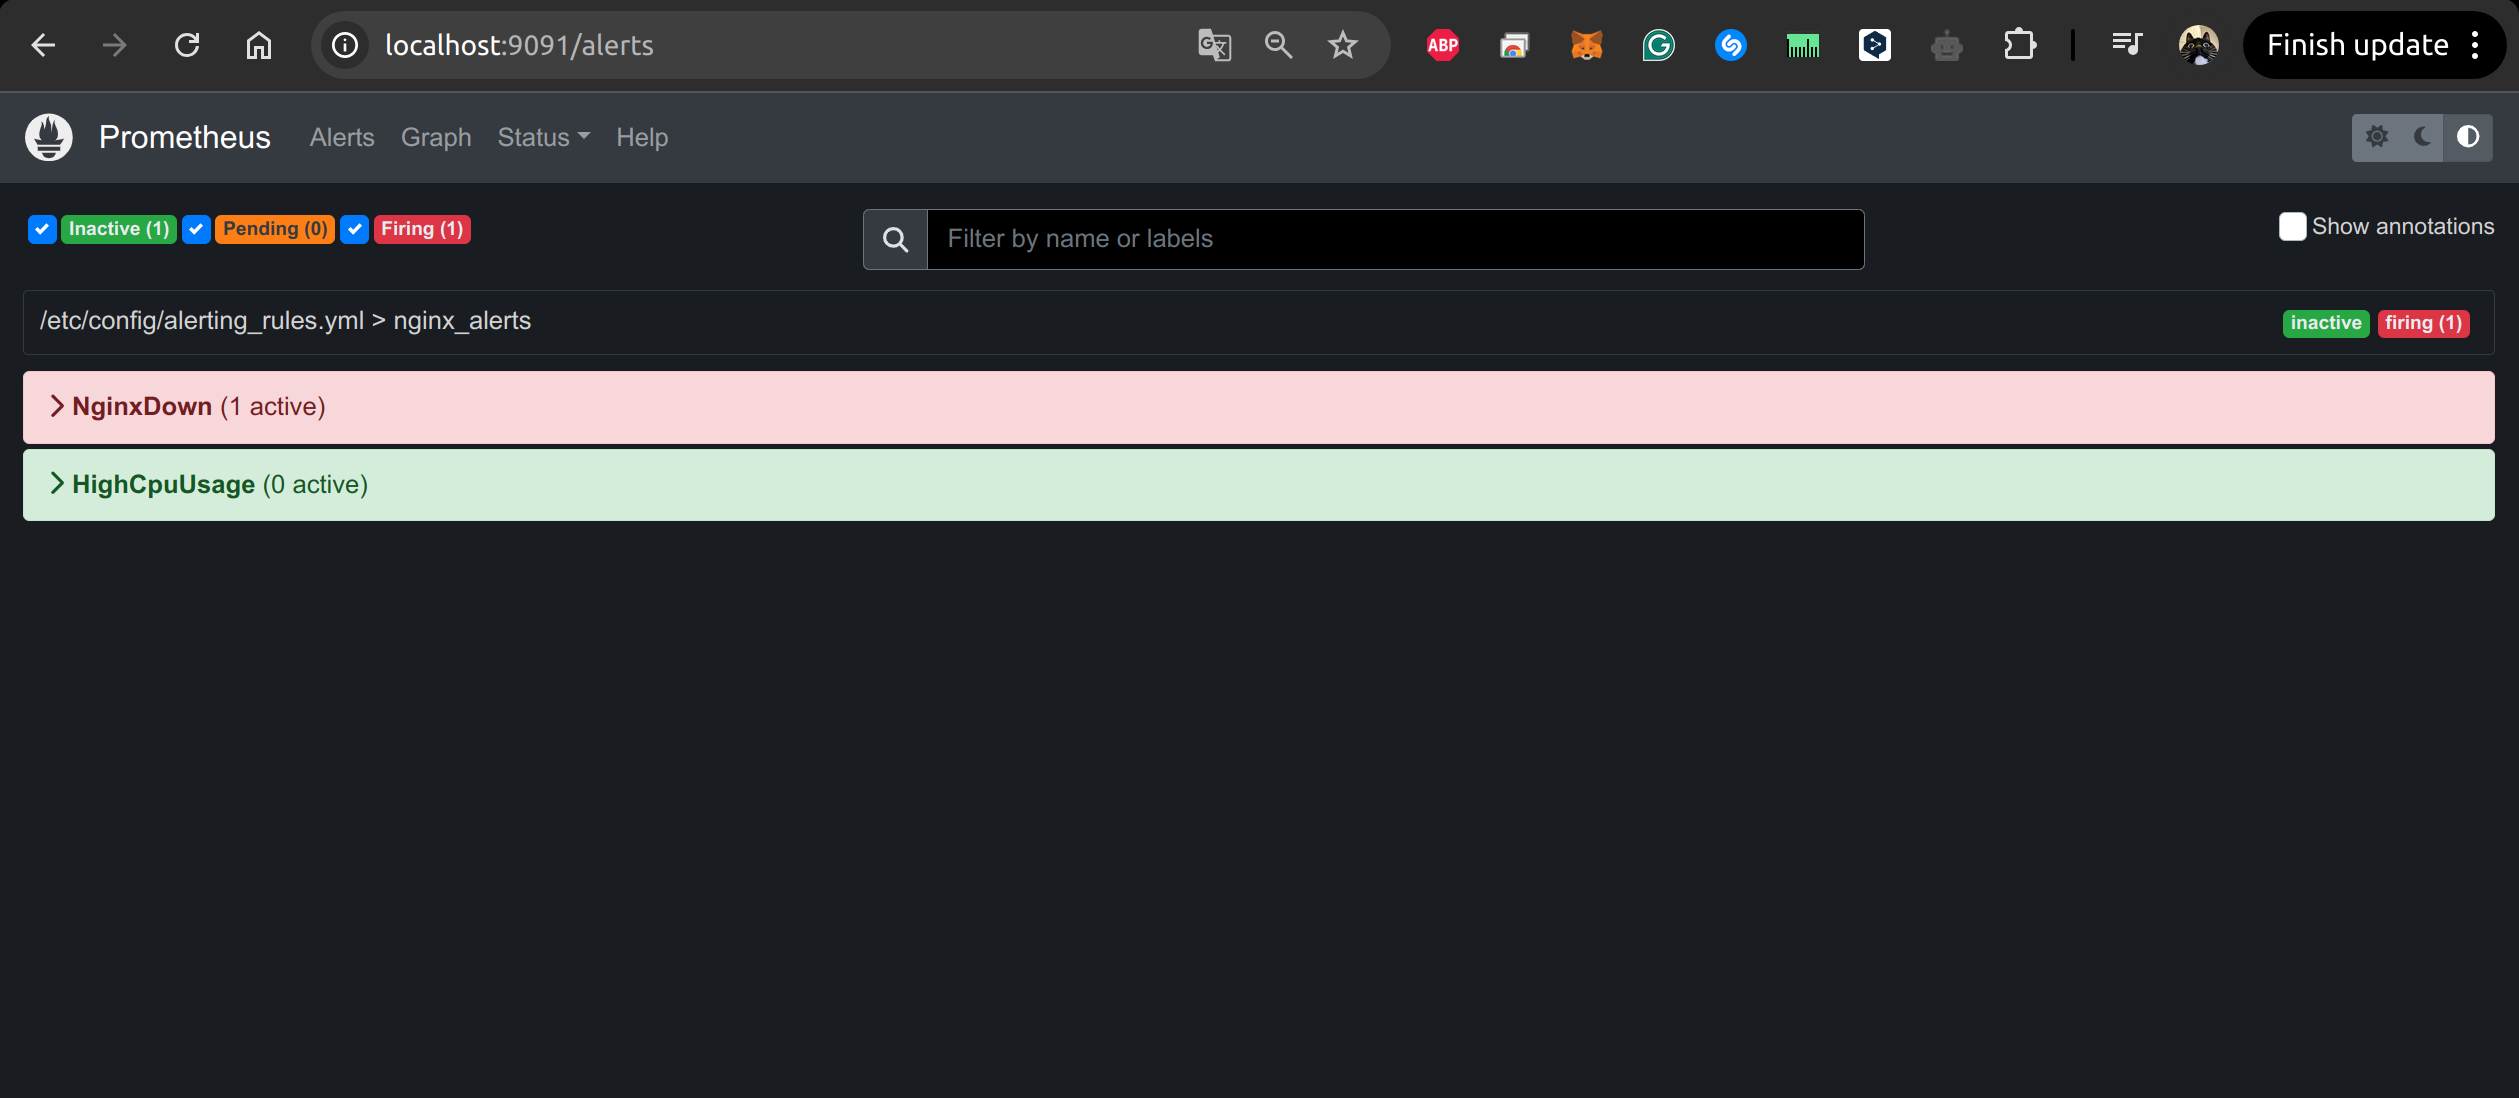 localhost:9091/alerts
ABP
Finish update
Prometheus Alerts Graph Status Help
Inactive (1) Pending (0) Firing (1)
Filter by name or labels
Show annotations
/etc/config/alerting_rules.yml > nginx_alerts
inactive firing (1)
NginxDown (1 active)
HighCpuUsage (0 active)